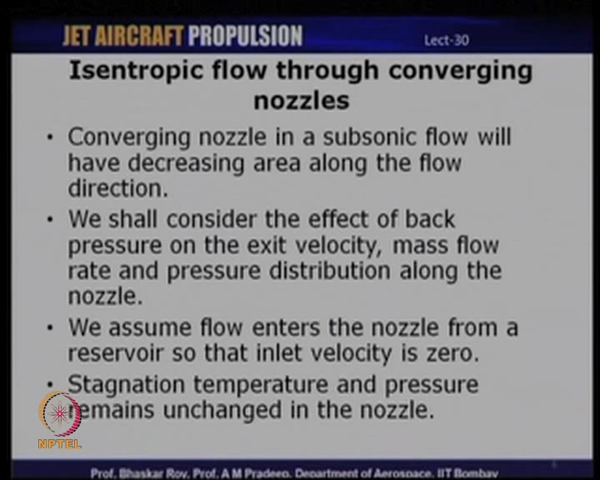 JET AIRCRAFT PROPULSION
Lect-30
Isentropic flow through converging
nozzles
• Converging nozzle in a subsonic flow will
have decreasing area along the flow
direction.
• We shall consider the effect of back
pressure on the exit velocity, mass flow
rate and pressure distribution along the
nozzle.
• We assume flow enters the nozzle from a
reservoir so that inlet velocity is zero.
• Stagnation temperature and pressure
remains unchanged in the nozzle.
NPTEL
Prof. Bhaskar Roy, Prof. A M Pradeep, Department of Aerospace, IIT Bombay